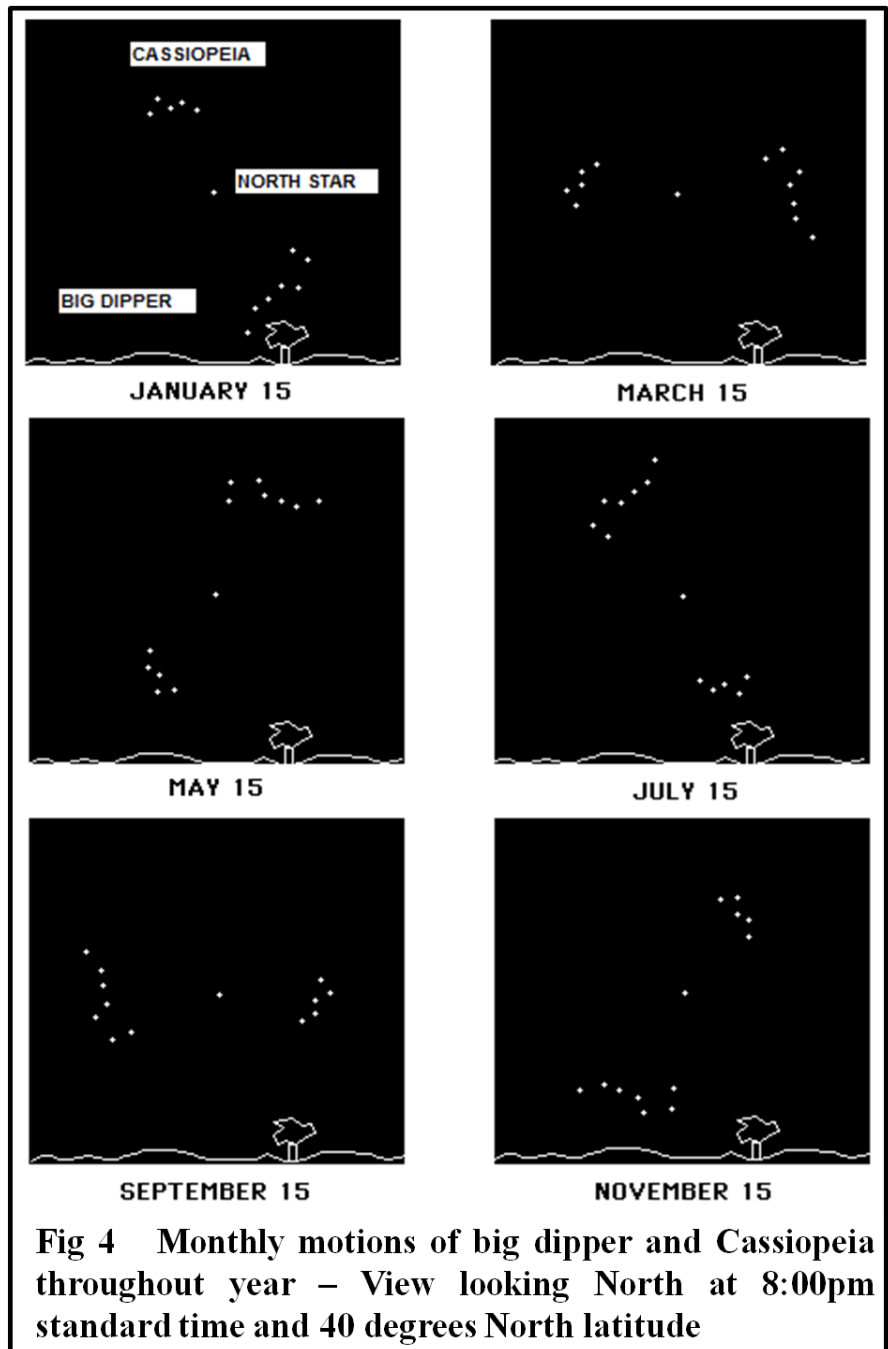 CASSIOPEIA
NORTH STAR
BIG DIPPER
JANUARY 15
MARCH 15
MAY 15
JULY 15
SEPTEMBER 15
NOVEMBER 15
Fig 4 Monthly motions of big dipper and Cassiopeia
throughout year – View looking North at 8:00pm
standard time and 40 degrees North latitude